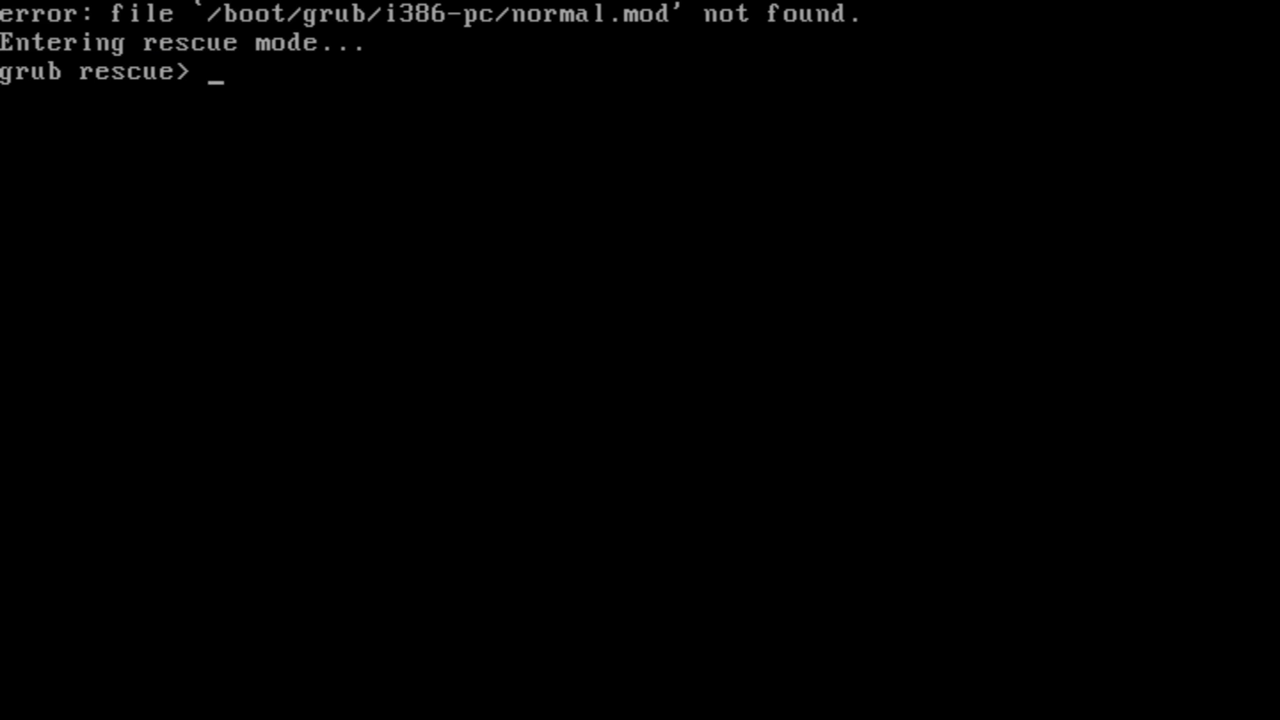 error: file `/boot/grub/i386-pc/normal.mod' not found.
Entering rescue mode...
grub rescue> _